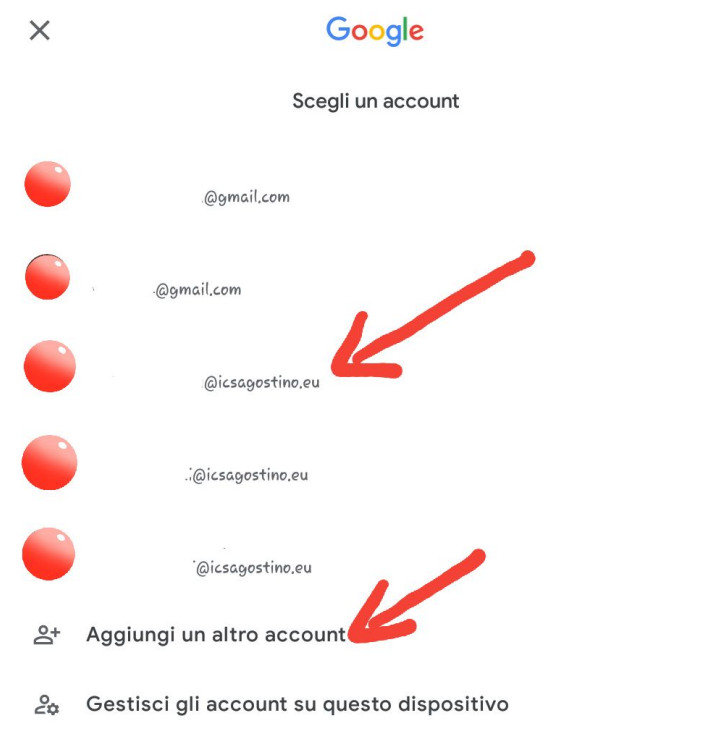 Google
Scegli un account
@gmail.com
@gmail.com
@icsagostino.eu
.i@icsagostino.eu
@icsagostino.eu
Aggiungi un altro account
Gestisci gli account su questo dispositivo